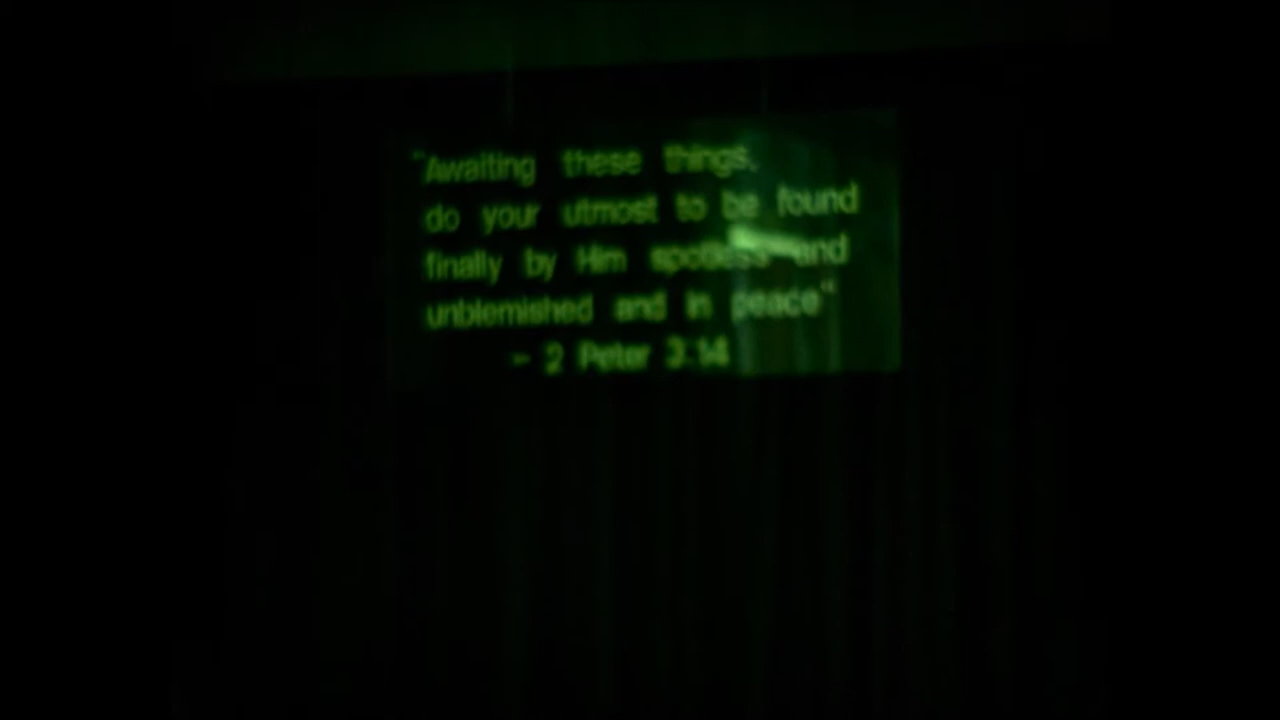 "Awaiting these things,
do your utmost to be found
finally by Him spotless and
unblemished and in peace"
- 2 Peter 3:14